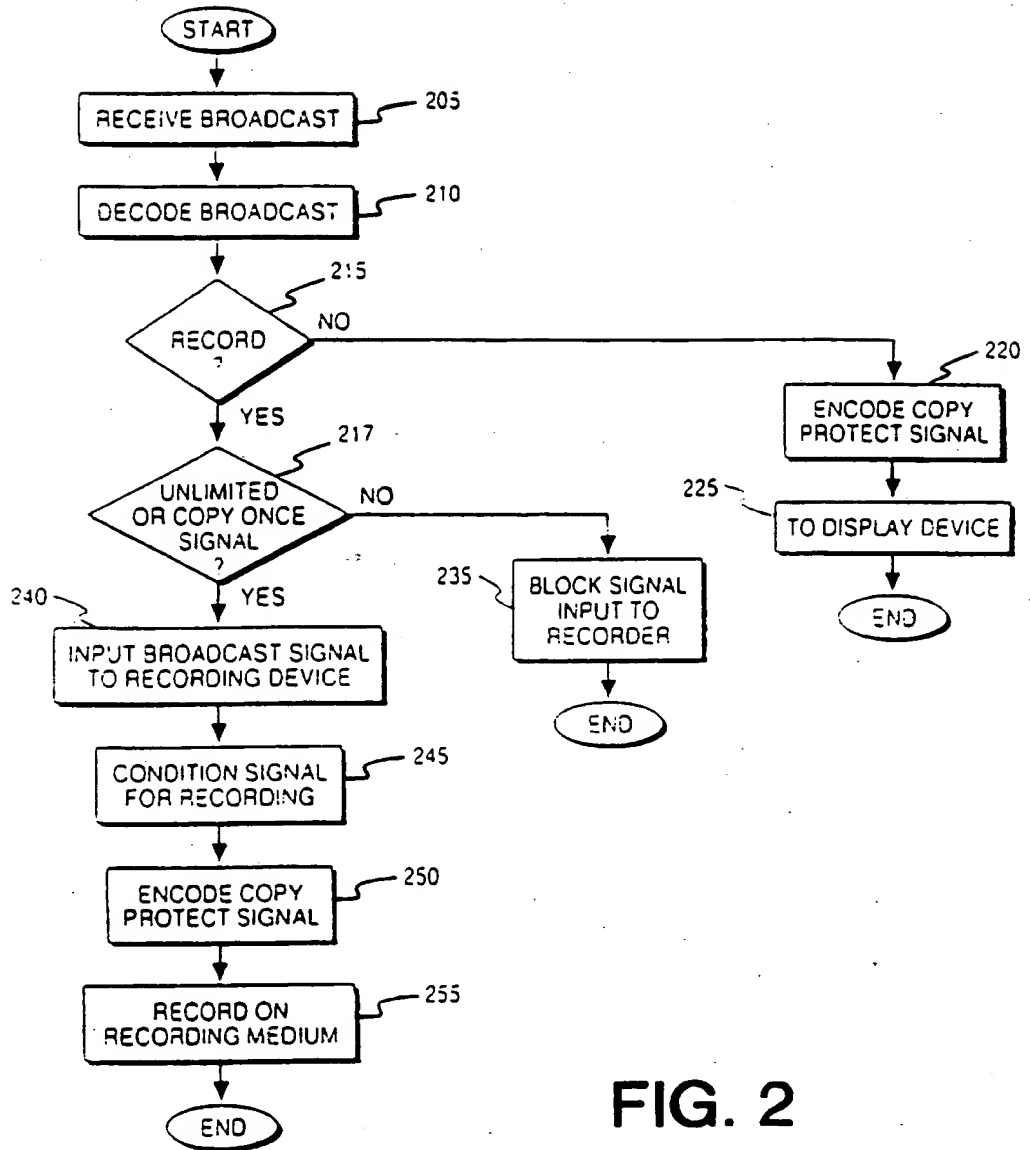 START
RECEIVE BROADCAST
205
DECODE BROADCAST
210
215
RECORD
?
NO
YES
220
ENCODE COPY
PROTECT SIGNAL
225
TO DISPLAY DEVICE
END
217
UNLIMITED
OR COPY ONCE
SIGNAL
?
NO
YES
235
BLOCK SIGNAL
INPUT TO
RECORDER
END
240
INPUT BROADCAST SIGNAL
TO RECORDING DEVICE
CONDITION SIGNAL
FOR RECORDING
245
ENCODE COPY
PROTECT SIGNAL
250
RECORD ON
RECORDING MEDIUM
255
END
FIG. 2